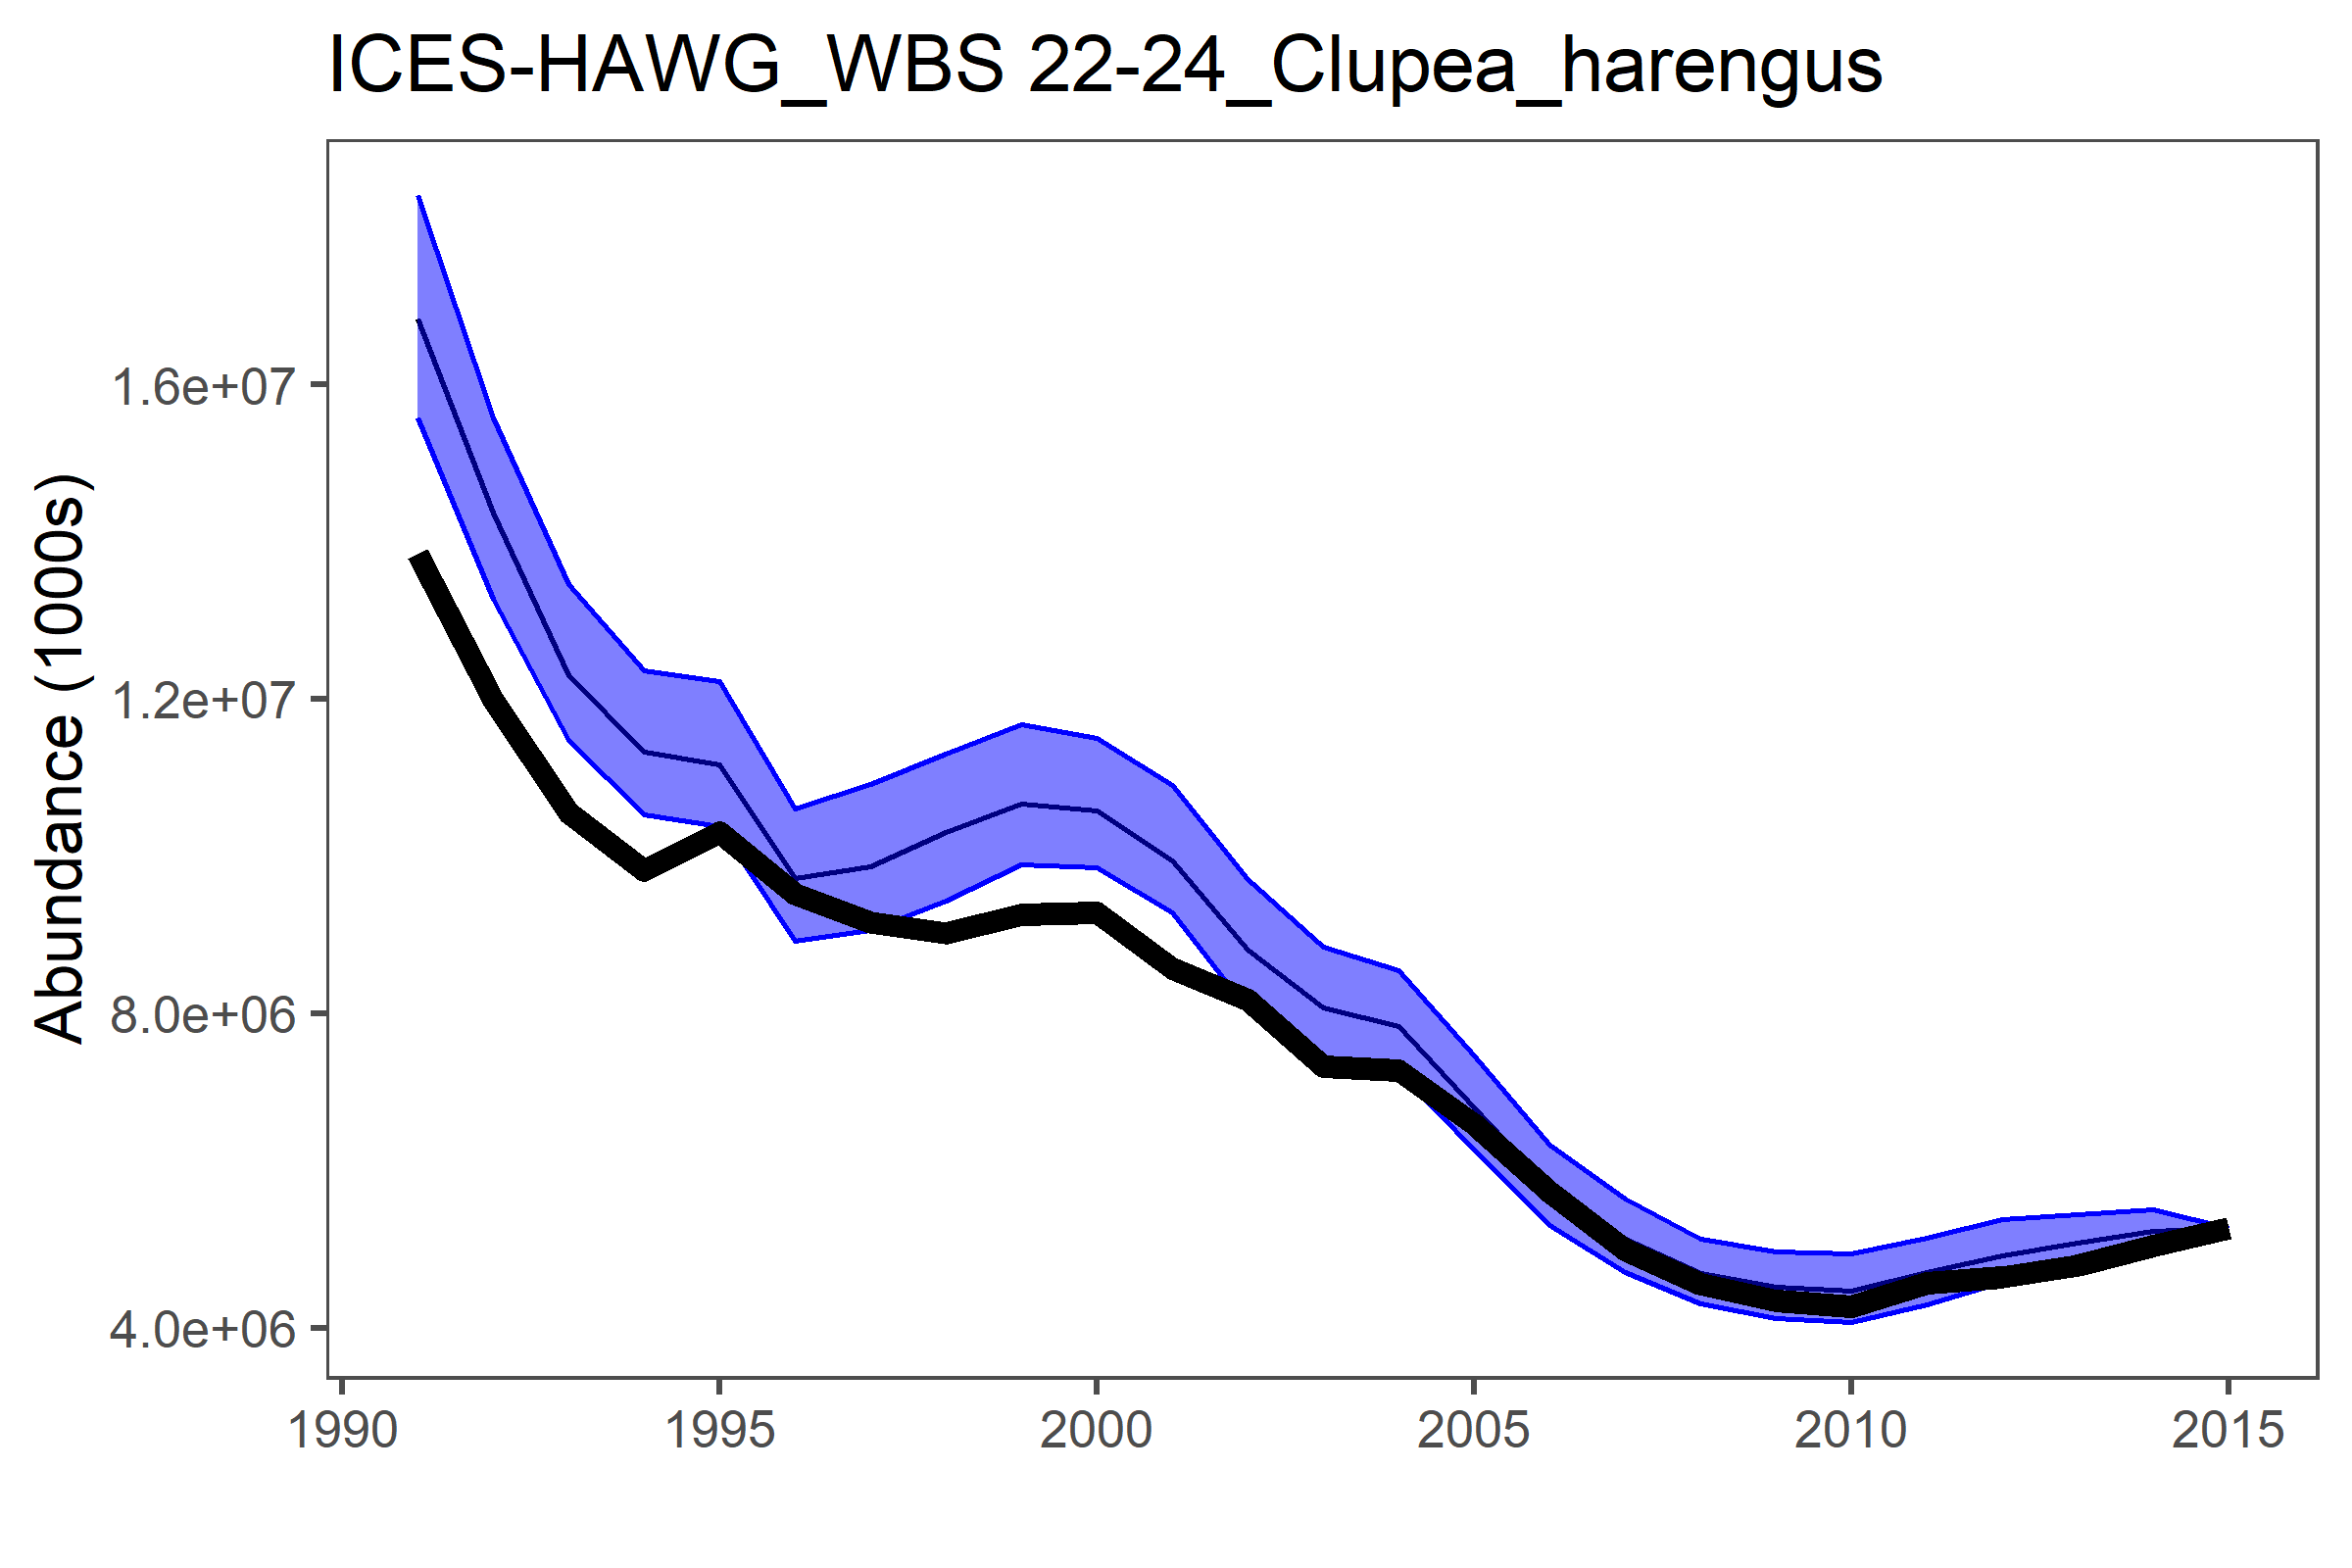 ICES-HAWG_WBS 22-24_Clupea_harengus
Abundance (1000s)
1.6e+07
1.2e+07
8.0e+06
4.0e+06
1990 1995 2000 2005 2010 2015